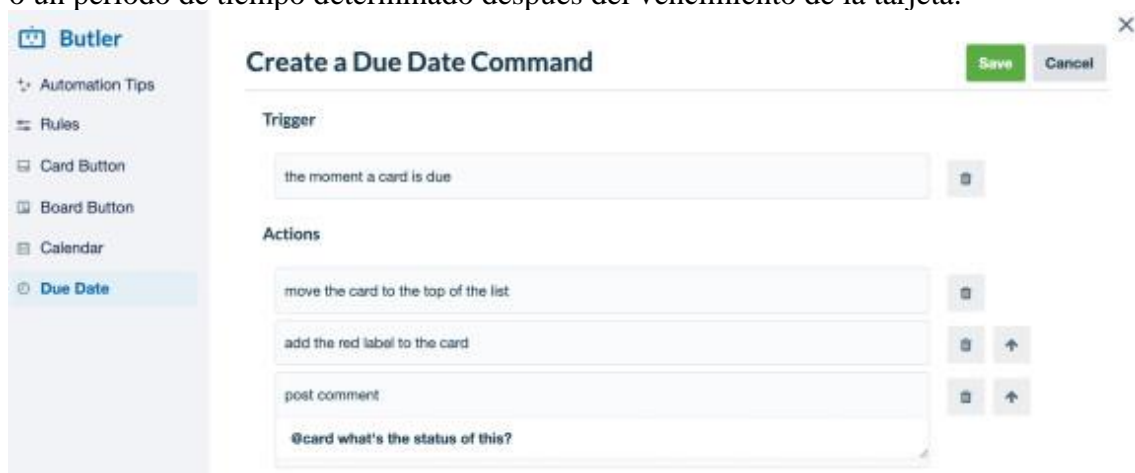 o un período de tiempo determinado después del vencimiento de la tarjeta.
Butler
Create a Due Date Command
Save
Cancel
Automation Tips
Rules
Card Button
Board Button
Calendar
Due Date
Trigger
the moment a card is due
Actions
move the card to the top of the list
add the red label to the card
post comment
@card what's the status of this?